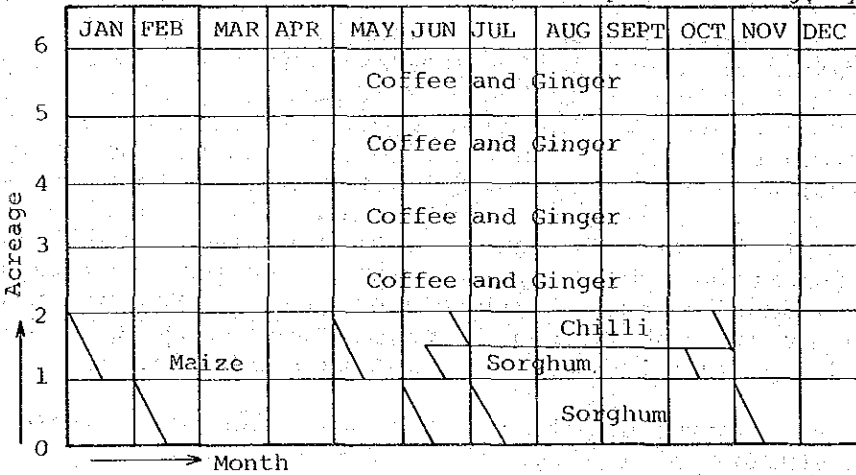 JAN FEB MAR APR MAY JUN JUL AUG SEPT OCT NOV DEC
6
Coffee and Ginger
5
Coffee and Ginger
4
Coffee and Ginger
3
Coffee and Ginger
2
Chilli
Maize Sorghum.
1
Sorghum
0
Acreage
Month